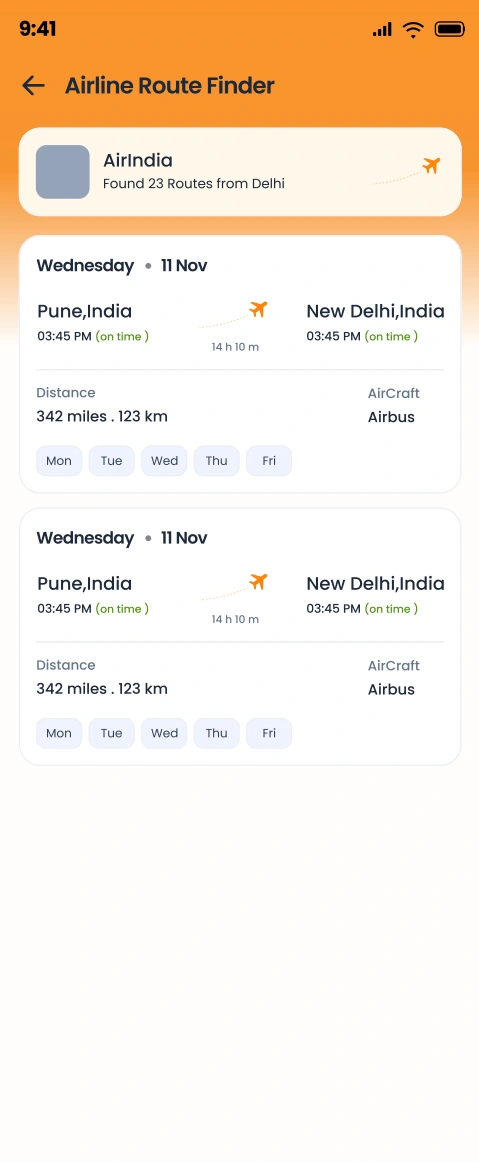 9:41
Airline Route Finder
AirIndia
Found 23 Routes from Delhi
Wednesday • 11 Nov
Pune,India New Delhi,India
03:45 PM (on time ) 03:45 PM (on time )
14 h 10 m
Distance AirCraft
342 miles . 123 km Airbus
Mon Tue Wed Thu Fri
Wednesday • 11 Nov
Pune,India New Delhi,India
03:45 PM (on time ) 03:45 PM (on time )
14 h 10 m
Distance AirCraft
342 miles . 123 km Airbus
Mon Tue Wed Thu Fri